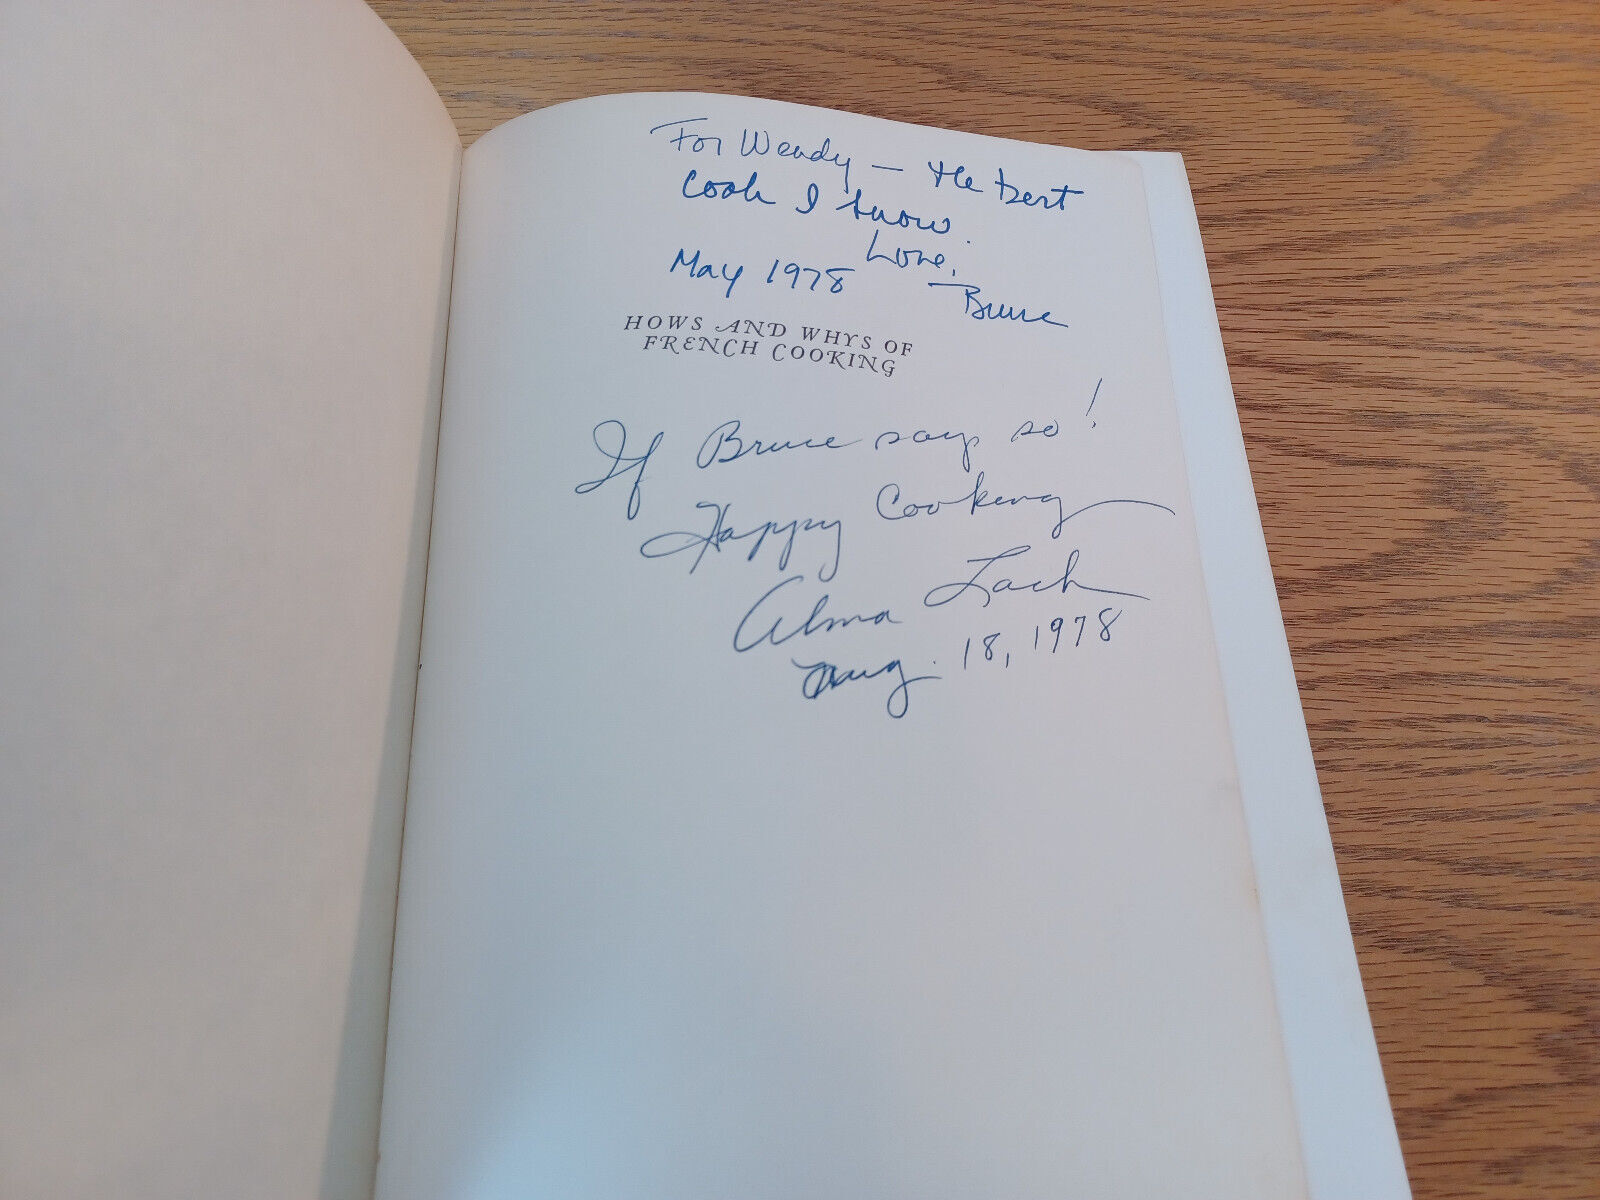 For Wendy — the best
cook I know.
Love,
May 1978
Bruce
HOWS AND WHYS OF
FRENCH COOKING
If Bruce says so!
Happy Cooking
Alma Lach
Aug. 18, 1978